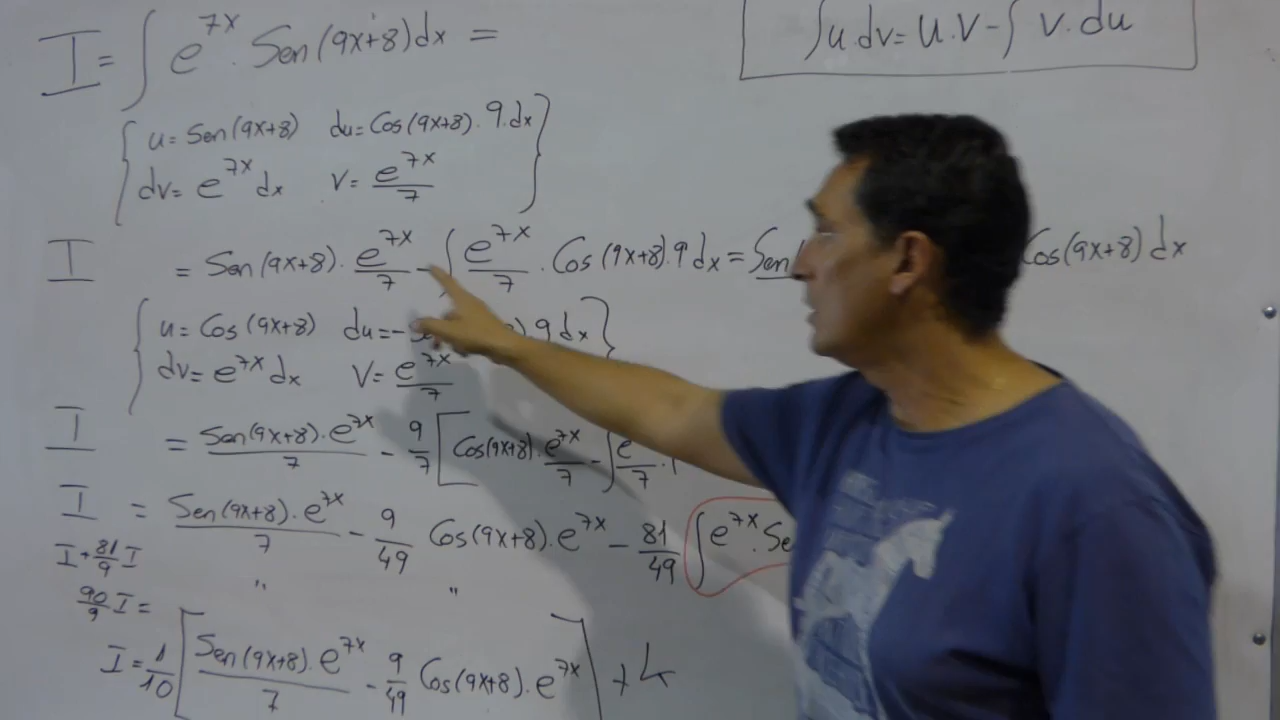 I = ∫ e^{7x} · Sen(9x+8) dx =
∫u.dv = u.v - ∫ v.du
u = Sen(9x+8) du = Cos(9x+8) · 9.dx
dv = e^{7x} dx v = e^{7x}/7
I = Sen(9x+8) · e^{7x}/7 - ∫ e^{7x}/7 · Cos(9x+8) · 9 dx = Sen Cos(9x+8) dx
u = Cos(9x+8) du = - 9 dx
dv = e^{7x} dx v = e^{7x}/7
I = Sen(9x+8) · e^{7x}/7 - 9/7 [Cos(9x+8) · e^{7x}/7 - ∫ e/7 ·
I = Sen(9x+8) · e^{7x}/7 - 9/49 Cos(9x+8) · e^{7x} - 81/49 ∫ e^{7x} · Se
I + 81/9 I " "
90/9 I =
I = 1/10 [Sen(9x+8) · e^{7x}/7 - 9/49 Cos(9x+8) · e^{7x}] + k